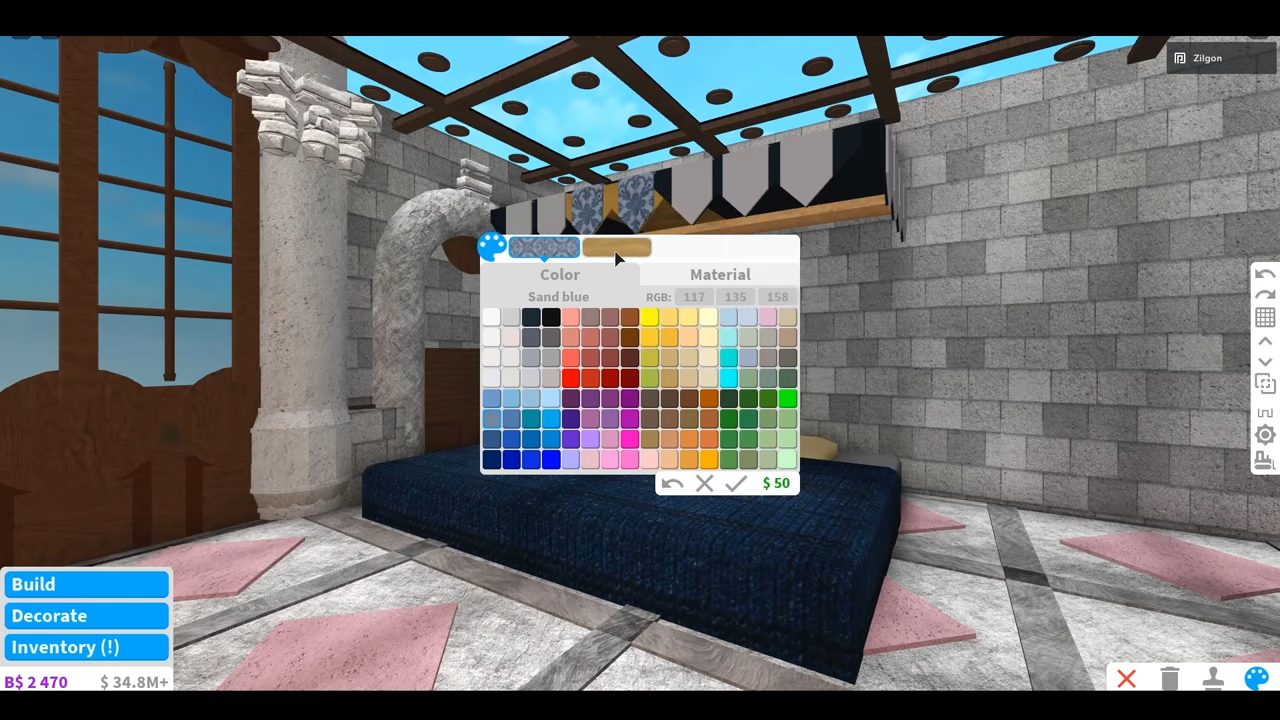 Zilgon
Color
Material
Sand blue
RGB: 117 135 158
$ 50
Build
Decorate
Inventory (!)
B$ 2 470
$ 34.8M+